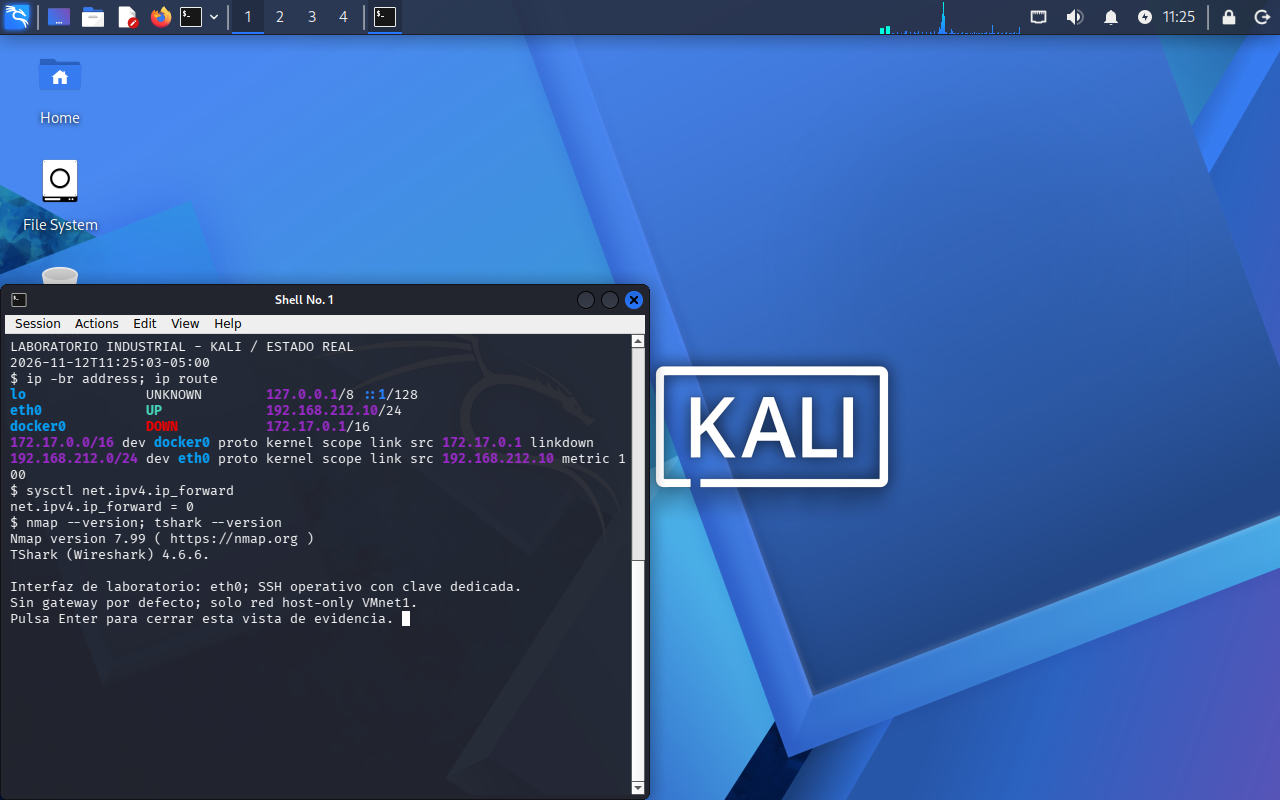 1 2 3 4 11:25
Home
File System
Shell No. 1
Session Actions Edit View Help
LABORATORIO INDUSTRIAL - KALI / ESTADO REAL
2026-11-12T11:25:03-05:00
$ ip -br address; ip route
lo UNKNOWN 127.0.0.1/8 ::1/128
eth0 UP 192.168.212.10/24
docker0 DOWN 172.17.0.1/16
172.17.0.0/16 dev docker0 proto kernel scope link src 172.17.0.1 linkdown
192.168.212.0/24 dev eth0 proto kernel scope link src 192.168.212.10 metric 1
00
$ sysctl net.ipv4.ip_forward
net.ipv4.ip_forward = 0
$ nmap --version; tshark --version
Nmap version 7.99 ( https://nmap.org )
TShark (Wireshark) 4.6.6.
Interfaz de laboratorio: eth0; SSH operativo con clave dedicada.
Sin gateway por defecto; solo red host-only VMnet1.
Pulsa Enter para cerrar esta vista de evidencia.
KALI